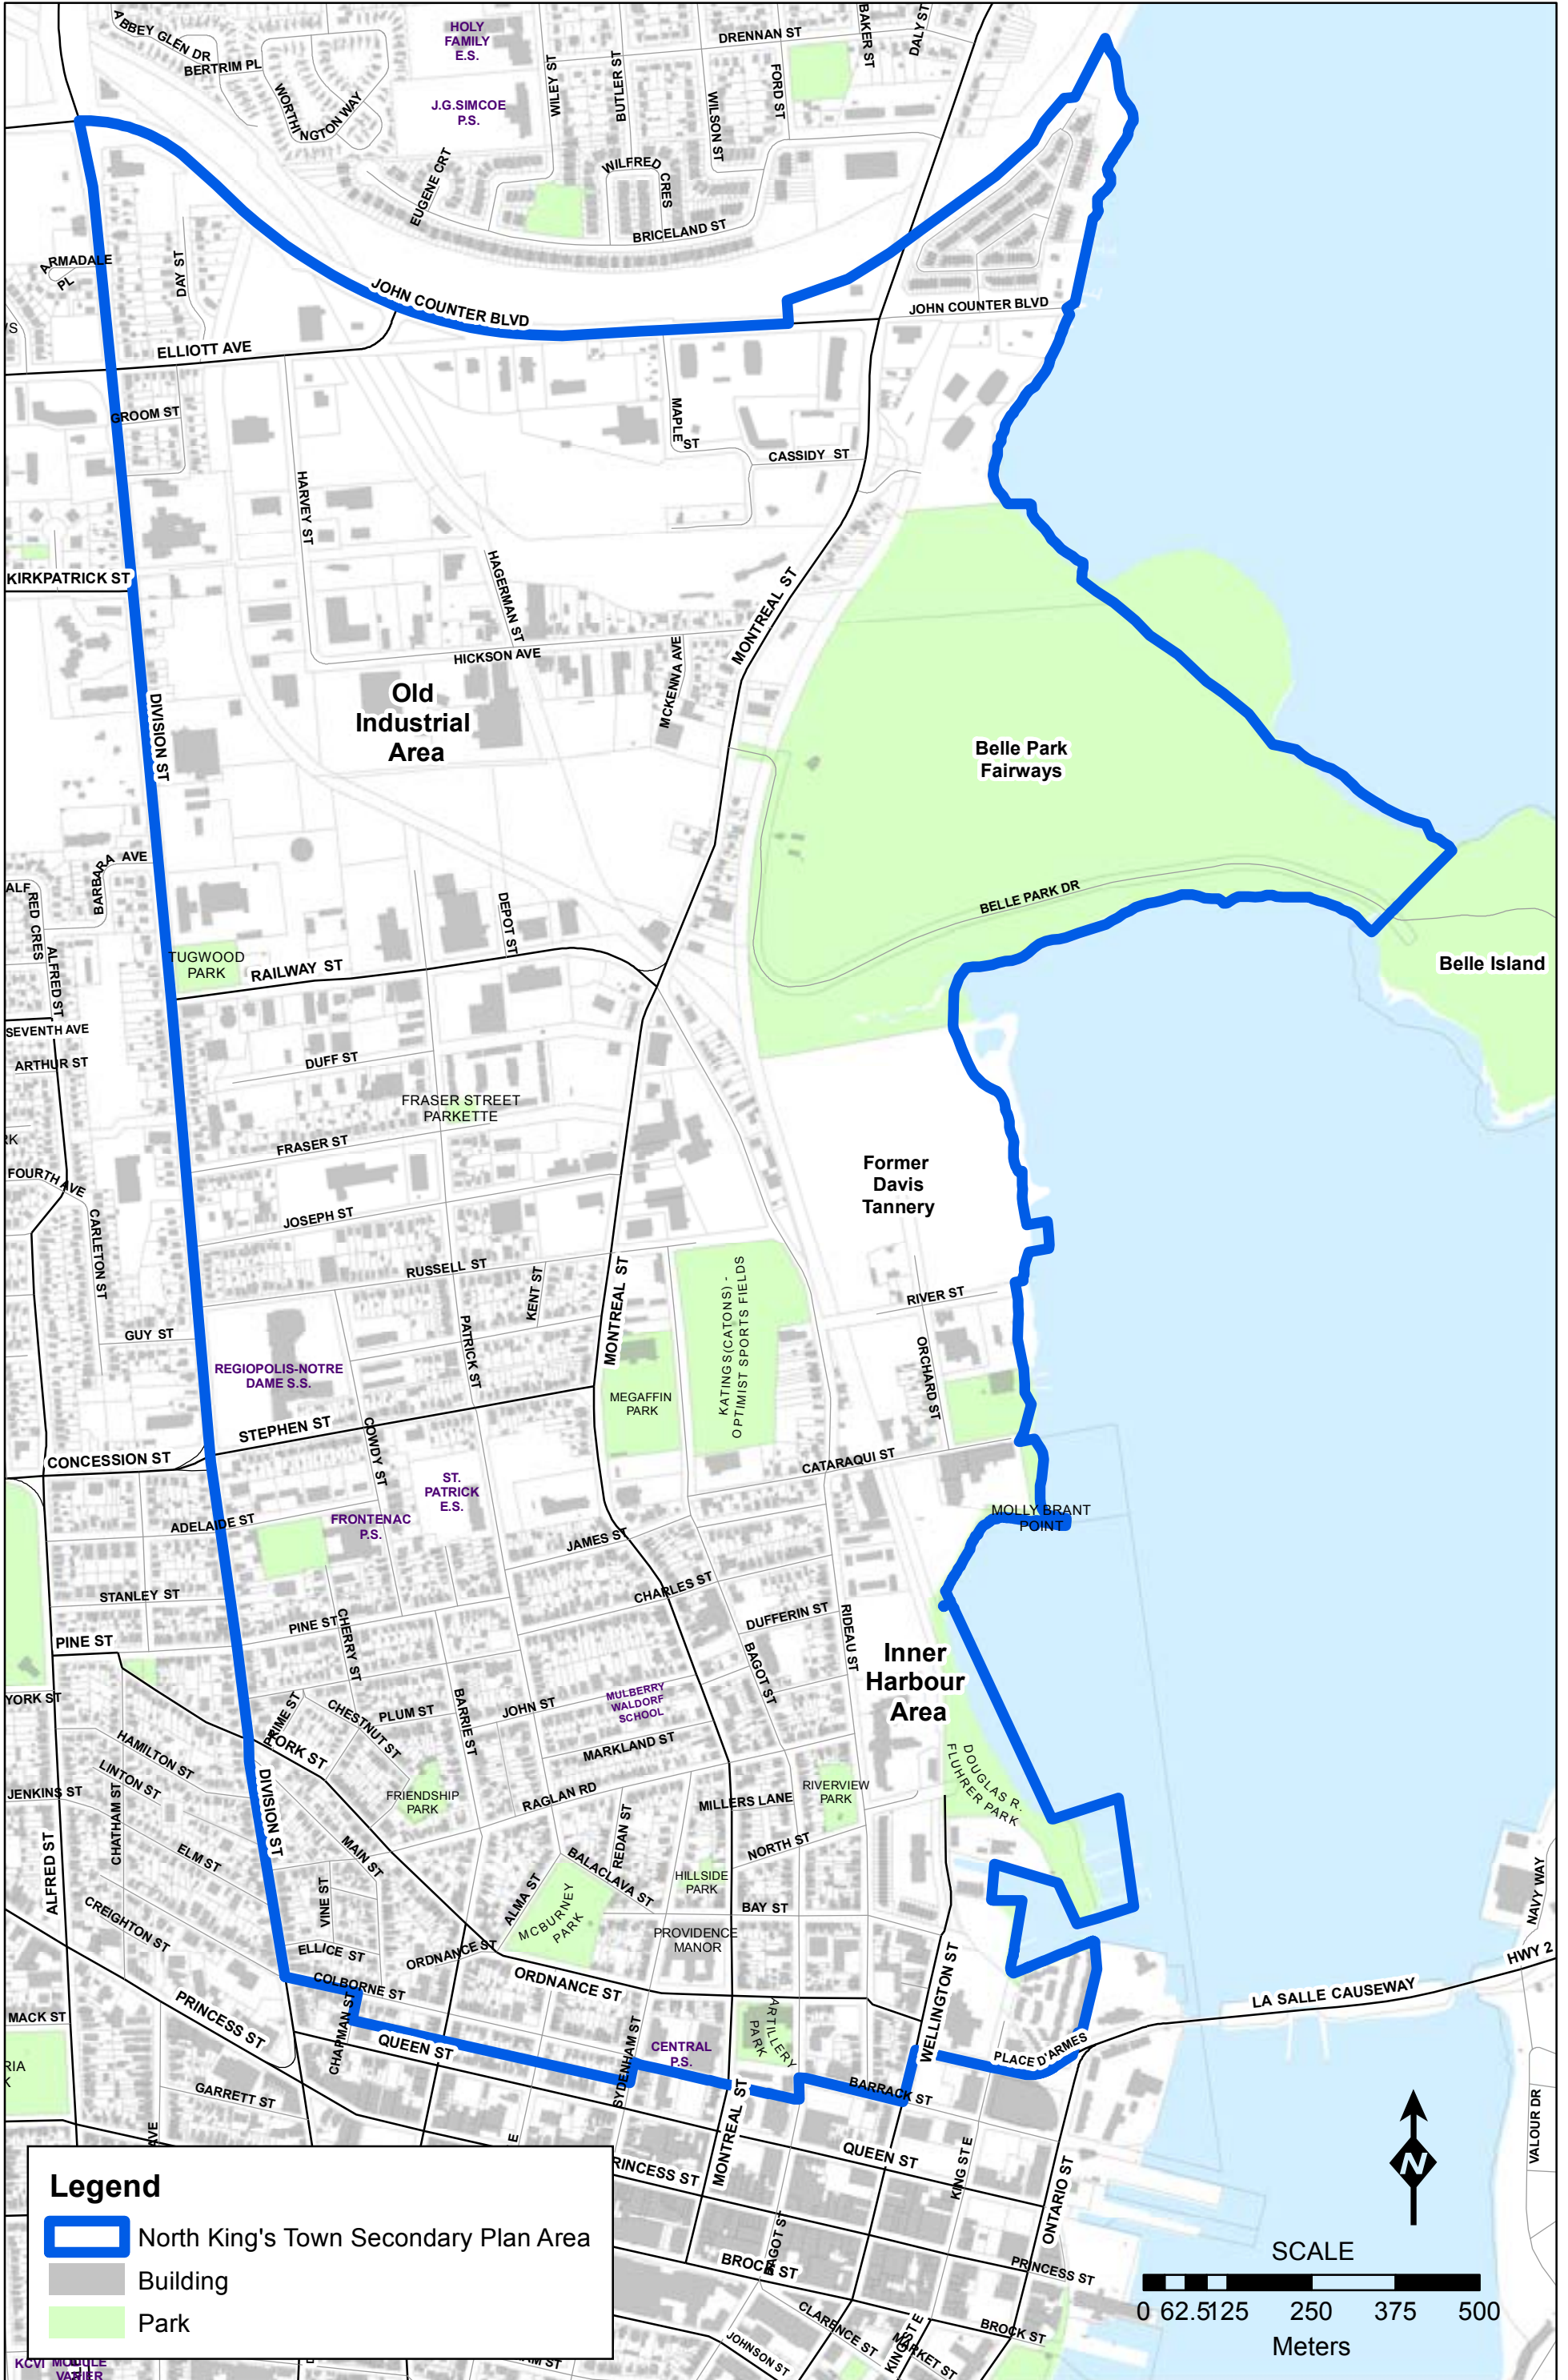 ABBEY GLEN DR
BERTRIM PL
WORTHINGTON WAY
HOLY
FAMILY
E.S.
J.G.SIMCOE
P.S.
WILEY ST
BUTLER ST
DRENNAN ST
WILSON ST
FORD ST
BAKER ST
DALY ST
WILFRED CRES
EUGENE CRT
BRICELAND ST
ARMADALE
PL
DAY ST
JOHN COUNTER BLVD
JOHN COUNTER BLVD
ELLIOTT AVE
GROOM ST
MAPLE ST
CASSIDY ST
HARVEY ST
KIRKPATRICK ST
HAGERMAN ST
MONTREAL ST
HICKSON AVE
MCKENNA AVE
DIVISION ST
Old
Industrial
Area
Belle Park
Fairways
BARBARA AVE
ALFRED CRES
ALFRED ST
DEPOT ST
BELLE PARK DR
TUGWOOD
PARK
RAILWAY ST
Belle Island
SEVENTH AVE
ARTHUR ST
DUFF ST
FRASER STREET
PARKETTE
RK
FRASER ST
FOURTH AVE
Former
Davis
Tannery
CARLETON ST
JOSEPH ST
RUSSELL ST
KENT ST
MONTREAL ST
KATINGS(CATONS) -
OPTIMIST SPORTS FIELDS
RIVER ST
GUY ST
PATRICK ST
ORCHARD ST
REGIOPOLIS-NOTRE
DAME S.S.
MEGAFFIN
PARK
STEPHEN ST
COWDY ST
CONCESSION ST
CATARAQUI ST
ST.
PATRICK
E.S.
ADELAIDE ST
FRONTENAC
P.S.
MOLLY BRANT
POINT
JAMES ST
STANLEY ST
CHARLES ST
PINE ST
CHERRY ST
DUFFERIN ST
RIDEAU ST
PINE ST
BAGOT ST
Inner
Harbour
Area
YORK ST
PRIME ST
CHESTNUT ST
PLUM ST
BARRIE ST
JOHN ST
MULBERRY
WALDORF
SCHOOL
YORK ST
MARKLAND ST
HAMILTON ST
LINTON ST
JENKINS ST
CHATHAM ST
DIVISION ST
FRIENDSHIP
PARK
RAGLAN RD
MILLERS LANE
RIVERVIEW
PARK
DOUGLAS R.
FLUHRER PARK
ALFRED ST
ELM ST
MAIN ST
REDAN ST
NORTH ST
BALACLAVA ST
HILLSIDE
PARK
ALMA ST
MCBURNEY
PARK
VINE ST
BAY ST
CREIGHTON ST
PROVIDENCE
MANOR
ELLICE ST
ORDNANCE ST
NAVY WAY
HWY 2
COLBORNE ST
ORDNANCE ST
WELLINGTON ST
LA SALLE CAUSEWAY
MACK ST
PRINCESS ST
CHAPMAN ST
QUEEN ST
SYDENHAM ST
CENTRAL
P.S.
ARTILLERY
PARK
PLACE D'ARMES
RIA
K
GARRETT ST
BARRACK ST
MONTREAL ST
VALOUR DR
AVE
E
PRINCESS ST
QUEEN ST
KING ST E
ONTARIO ST
N
BAGOT ST
BROCK ST
PRINCESS ST
CLARENCE ST
BROCK ST
KING ST E
MARKET ST
JOHNSON ST
Legend
North King's Town Secondary Plan Area
Building
Park
SCALE
0 62.5125 250 375 500
Meters
KCVI MODULE
VANIER